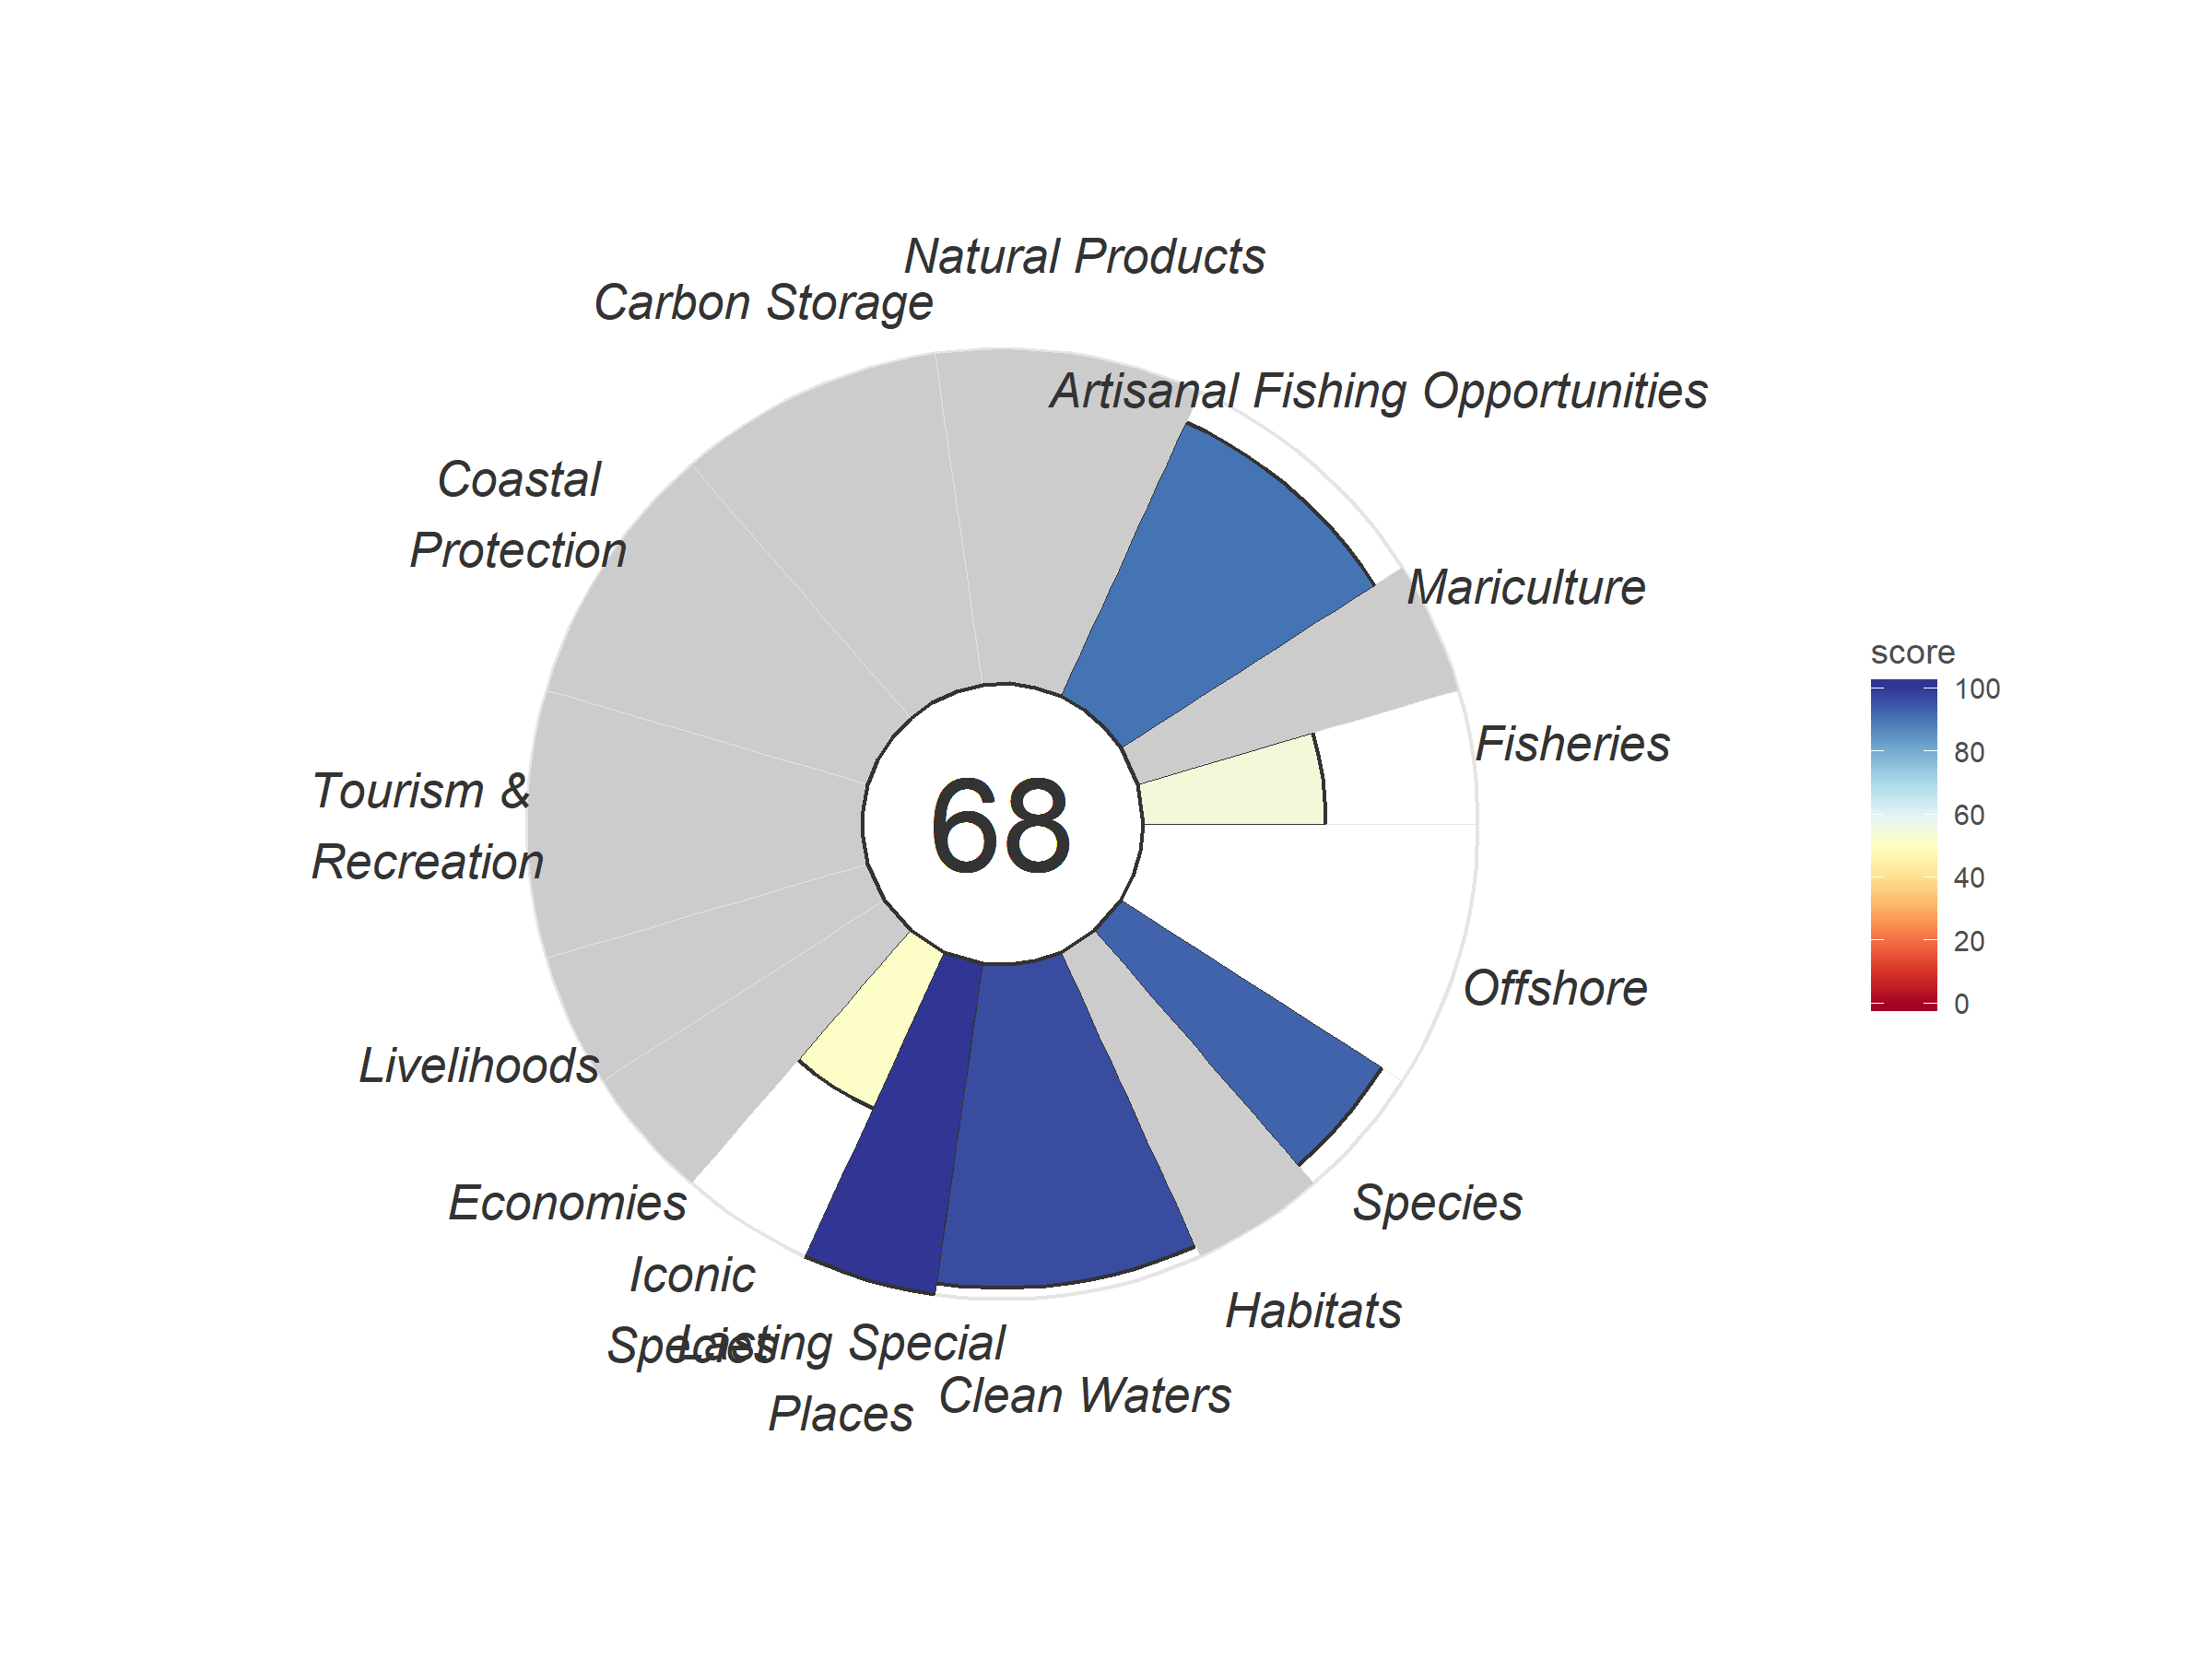 Natural Products
Carbon Storage
Artisanal Fishing Opportunities
Coastal
Protection
Mariculture
Fisheries
Tourism &
Recreation
68
Offshore
Livelihoods
Economies
Species
Iconic
Species
Habitats
Lasting Special
Places
Clean Waters
score
100
80
60
40
20
0